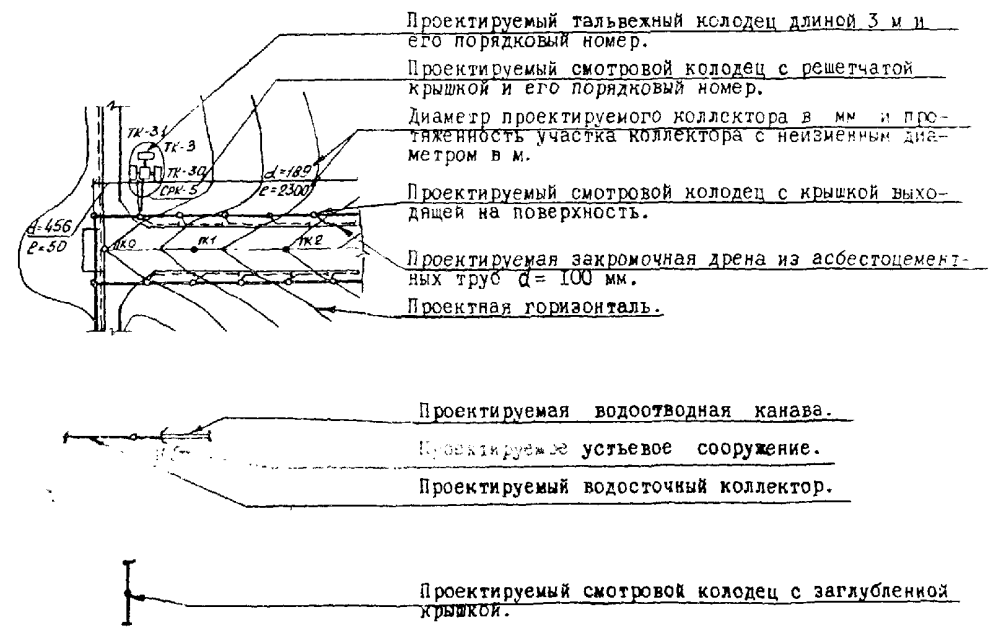 Проектируемый тальвежный колодец длиной 3 м и
его порядковый номер.
Проектируемый смотровой колодец с решетчатой
крышкой и его порядковый номер.
Диаметр проектируемого коллектора в мм и про-
тяженность участка коллектора с неизменным диа-
метром в м.
Проектируемый смотровой колодец с крышкой выхо-
дящей на поверхность.
Проектируемая закромочная дрена из асбестоцемент-
ных труб d = 100 мм.
Проектная горизонталь.
ТК-31
ТК-3
ТК-30
СРК-5
d=189
l=2300
d=456
l=50
ПК0
ПК1
ПК2
Проектируемая водоотводная канава.
Проектируемое устьевое сооружение.
Проектируемый водосточный коллектор.
Проектируемый смотровой колодец с заглубленной
крышкой.